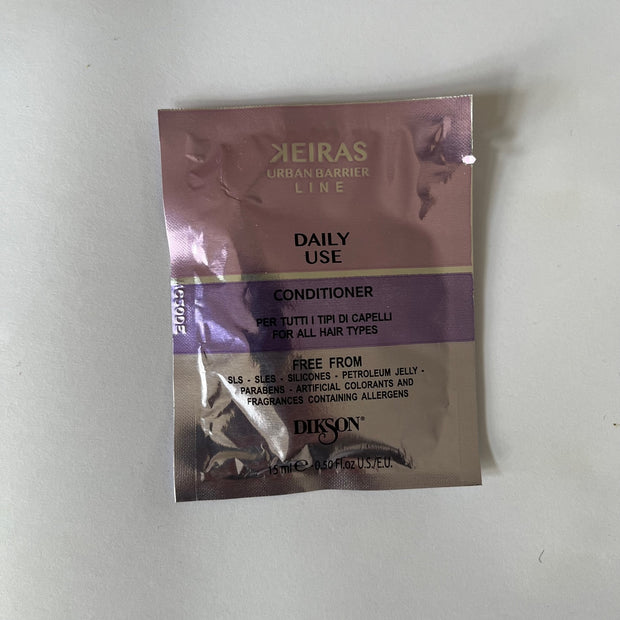 KEIRAS
URBAN BARRIER
LINE
DAILY
USE
CONDITIONER
PER TUTTI I TIPI DI CAPELLI
FOR ALL HAIR TYPES
FREE FROM
SLS - SLES - SILICONES - PETROLEUM JELLY -
PARABENS - ARTIFICIAL COLORANTS AND
FRAGRANCES CONTAINING ALLERGENS
DIKSON®
15 ml ℮ 0.50 Fl.oz U.S./E.U.